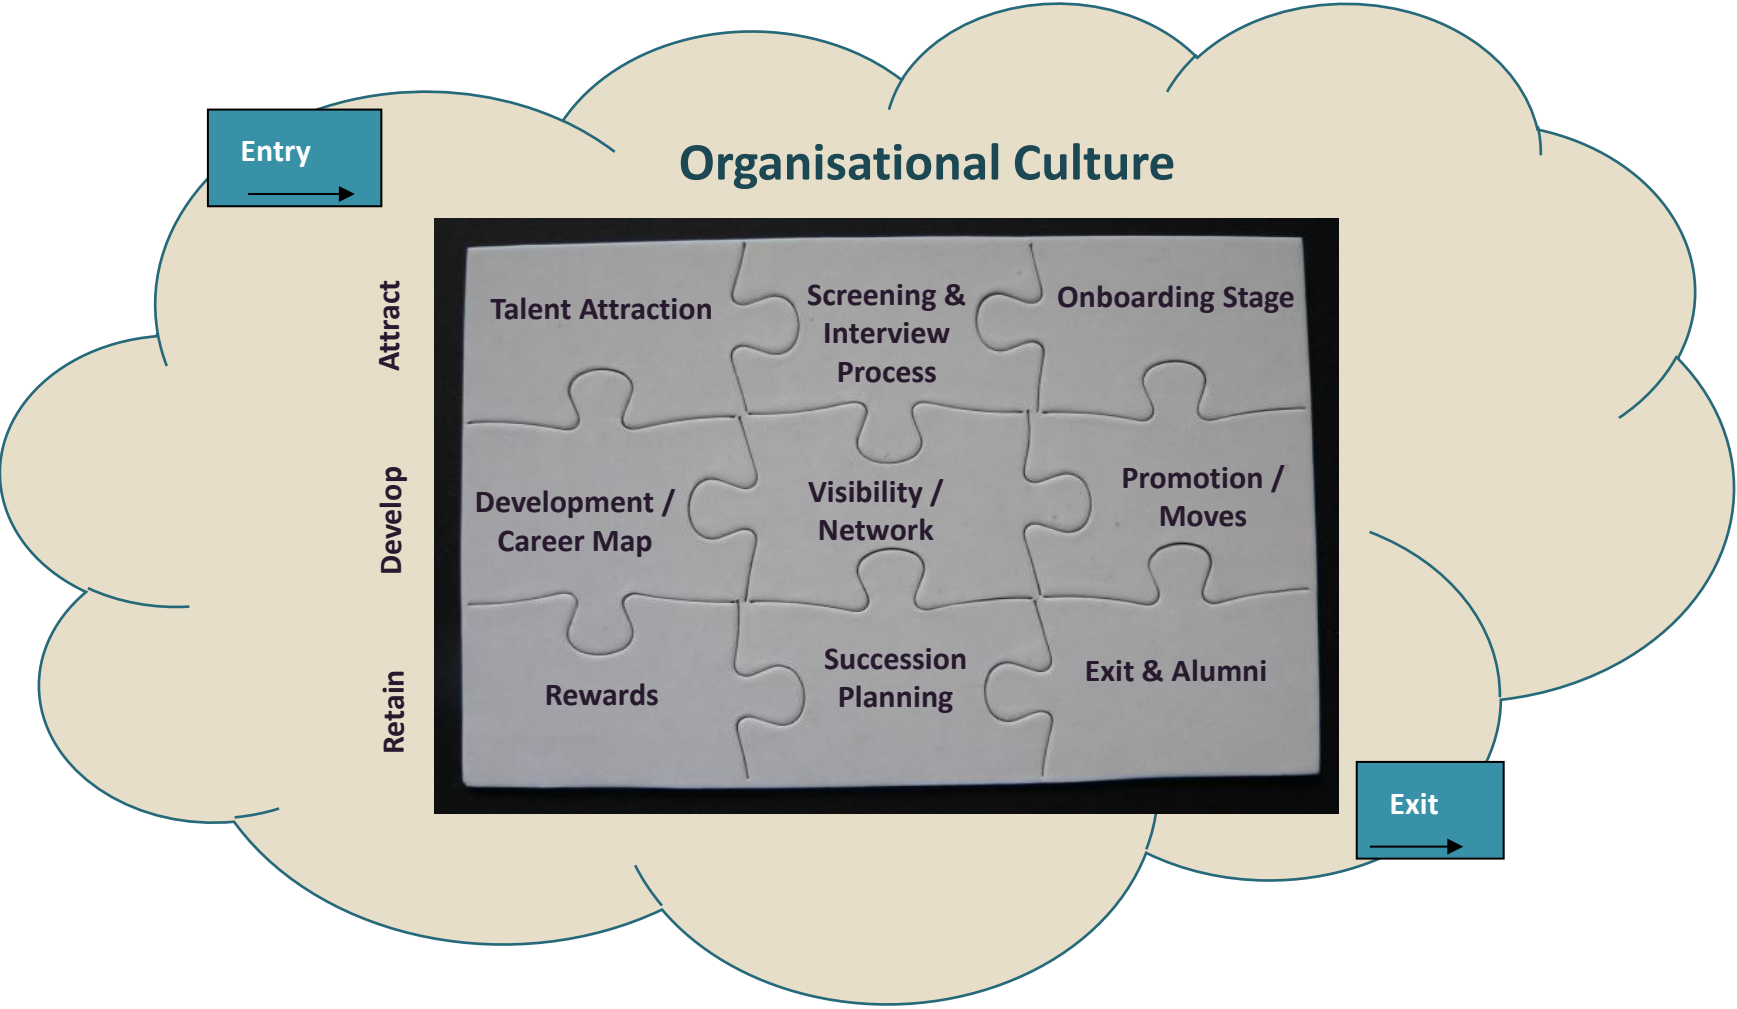 Entry
Organisational Culture
Attract
Talent Attraction
Screening &
Interview
Process
Onboarding Stage
Develop
Development /
Career Map
Visibility /
Network
Promotion /
Moves
Retain
Rewards
Succession
Planning
Exit & Alumni
Exit